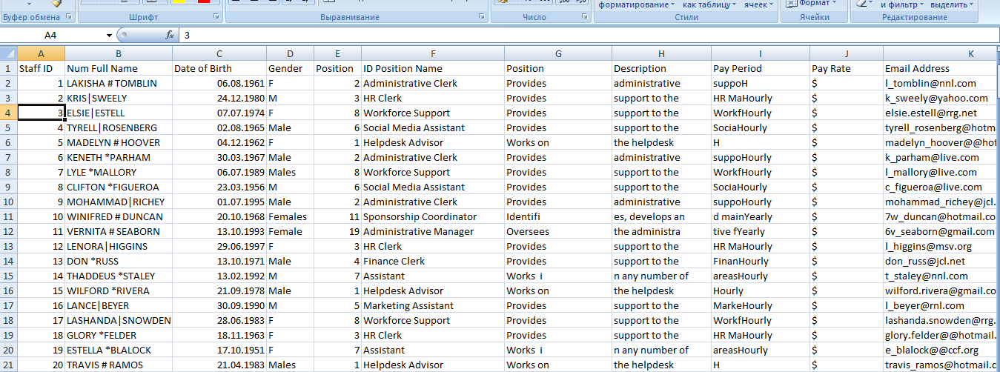 форматирование как таблицу ячеек Формат и фильтр выделить
Буфер обмена Шрифт Выравнивание Число Стили Ячейки Редактирование
A4 fx 3
A B C D E F G H I J K
1 Staff ID Num Full Name Date of Birth Gender Position ID Position Name Position Description Pay Period Pay Rate Email Address
2 1 LAKISHA # TOMBLIN 06.08.1961 F 2 Administrative Clerk Provides administrative suppoH $ l_tomblin@nnl.com
3 2 KRIS|SWEELY 24.12.1980 M 3 HR Clerk Provides support to the HR MaHourly $ k_sweely@yahoo.com
4 3 ELSIE|ESTELL 07.07.1974 F 8 Workforce Support Provides support to the WorkfHourly $ elsie.estell@rrg.net
5 4 TYRELL|ROSENBERG 02.08.1965 Male 6 Social Media Assistant Provides support to the SociaHourly $ tyrell_rosenberg@hotm
6 5 MADELYN # HOOVER 04.12.1962 F 1 Helpdesk Advisor Works on the helpdesk H $ madelyn_hoover@@hot
7 6 KENETH *PARHAM 30.03.1967 Male 2 Administrative Clerk Provides administrative suppoHourly $ k_parham@live.com
8 7 LYLE *MALLORY 06.07.1989 Males 8 Workforce Support Provides support to the WorkfHourly $ l_mallory@live.com
9 8 CLIFTON *FIGUEROA 23.03.1956 M 6 Social Media Assistant Provides support to the SociaHourly $ c_figueroa@live.com
10 9 MOHAMMAD|RICHEY 01.07.1995 Male 2 Administrative Clerk Provides administrative suppoHourly $ mohammad_richey@jcl.
11 10 WINIFRED # DUNCAN 20.10.1968 Females 11 Sponsorship Coordinator Identifi es, develops an d mainYearly $ 7w_duncan@hotmail.co
12 11 VERNITA # SEABORN 13.10.1993 Female 19 Administrative Manager Oversees the administra tive fYearly $ 6v_seaborn@gmail.com
13 12 LENORA|HIGGINS 29.06.1997 F 3 HR Clerk Provides support to the HR MaHourly $ l_higgins@msv.org
14 13 DON *RUSS 13.10.1971 Male 4 Finance Clerk Provides support to the FinanHourly $ don_russ@jcl.net
15 14 THADDEUS *STALEY 13.02.1992 M 7 Assistant Works i n any number of areasHourly $ t_staley@nnl.com
16 15 WILFORD *RIVERA 21.09.1978 Male 1 Helpdesk Advisor Works on the helpdesk Hourly $ wilford.rivera@gmail.co
17 16 LANCE|BEYER 30.09.1990 M 5 Marketing Assistant Provides support to the MarkeHourly $ l_beyer@rnl.com
18 17 LASHANDA|SNOWDEN 28.06.1983 F 8 Workforce Support Provides support to the WorkfHourly $ lashanda.snowden@rrg.
19 18 GLORY *FELDER 18.11.1963 F 3 HR Clerk Provides support to the HR MaHourly $ glory.felder@@hotmail.
20 19 ESTELLA *BLALOCK 17.10.1951 F 7 Assistant Works i n any number of areasHourly $ e_blalock@@ccf.org
21 20 TRAVIS # RAMOS 21.04.1983 Males 1 Helpdesk Advisor Works on the helpdesk H $ travis_ramos@hotmail.c